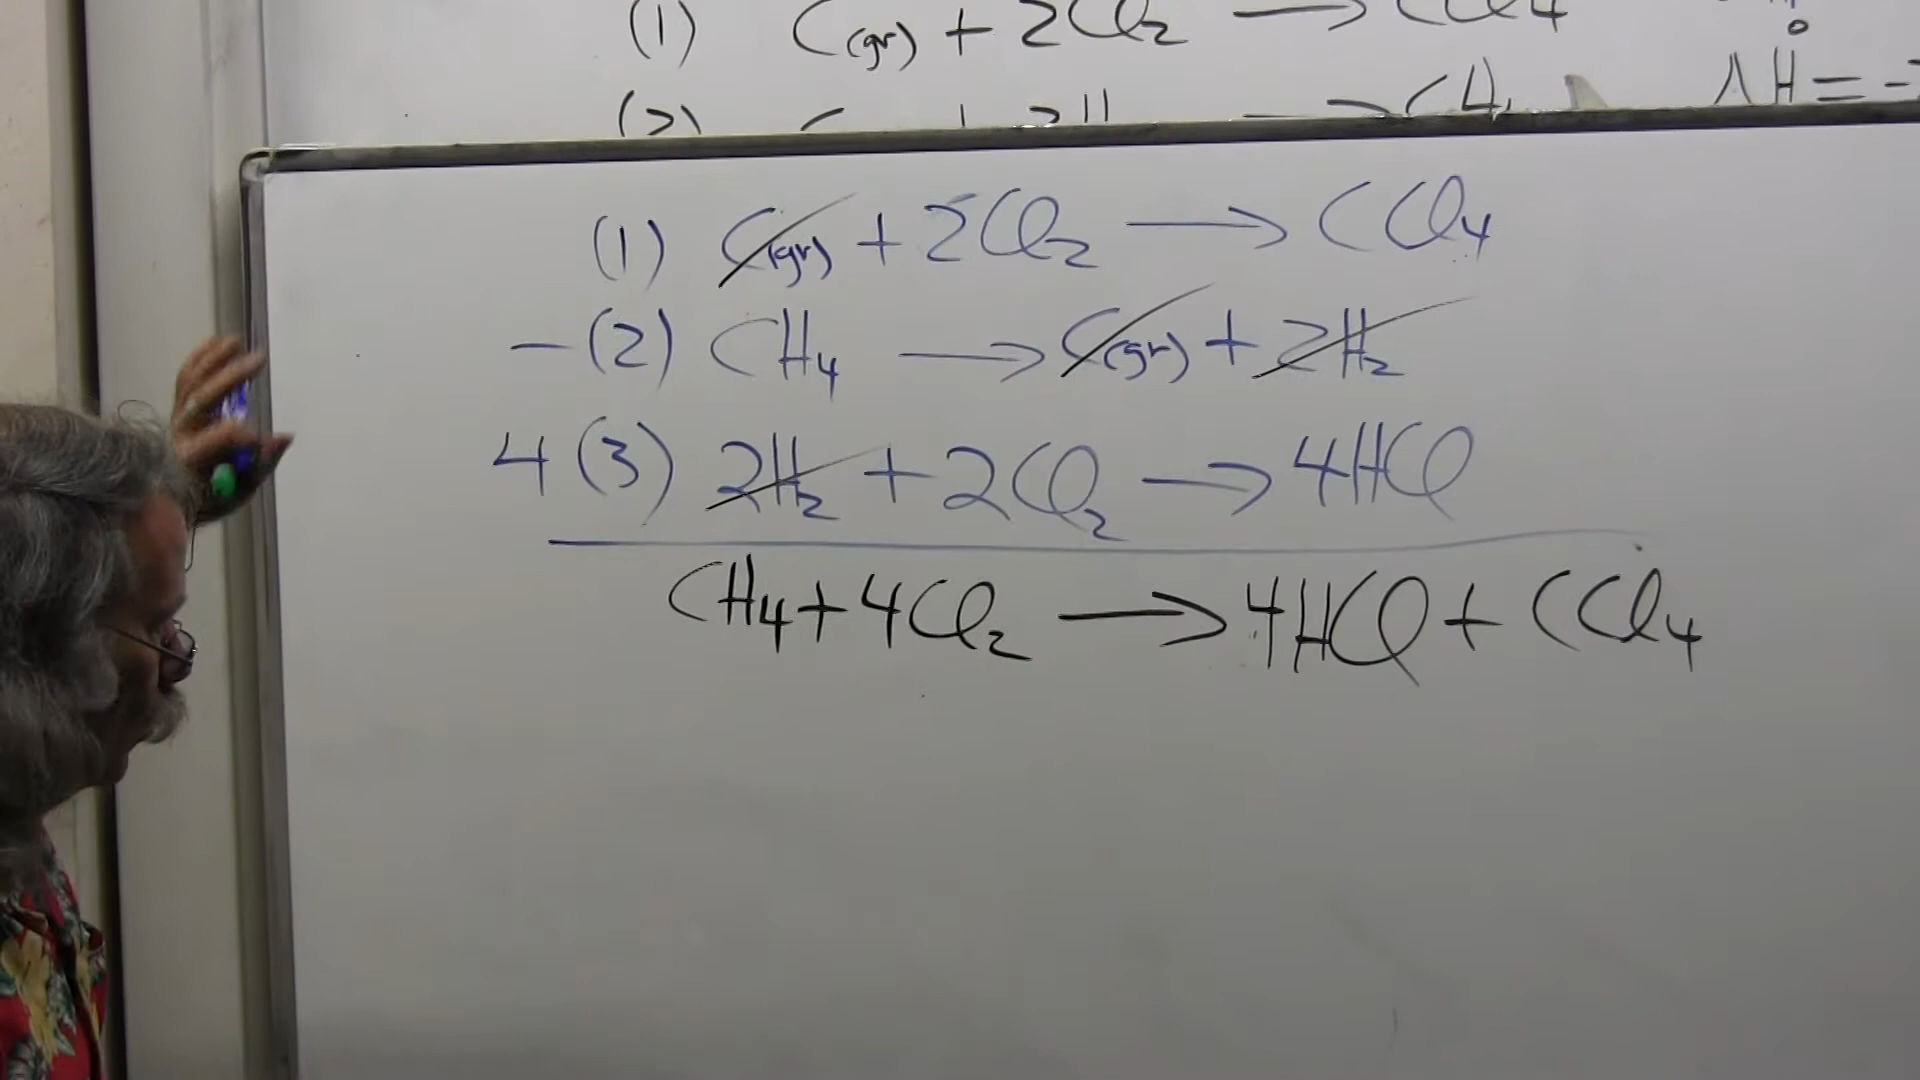 (1) C(gr) + 2Cl₂ → CCl₄
(2) C + 2H → CH₄ ΔH = -
(1) C(gr) + 2Cl₂ → CCl₄
-(2) CH₄ → C(gr) + 2H₂
4(3) 2H₂ + 2Cl₂ → 4HCl
CH₄ + 4Cl₂ → 4HCl + CCl₄